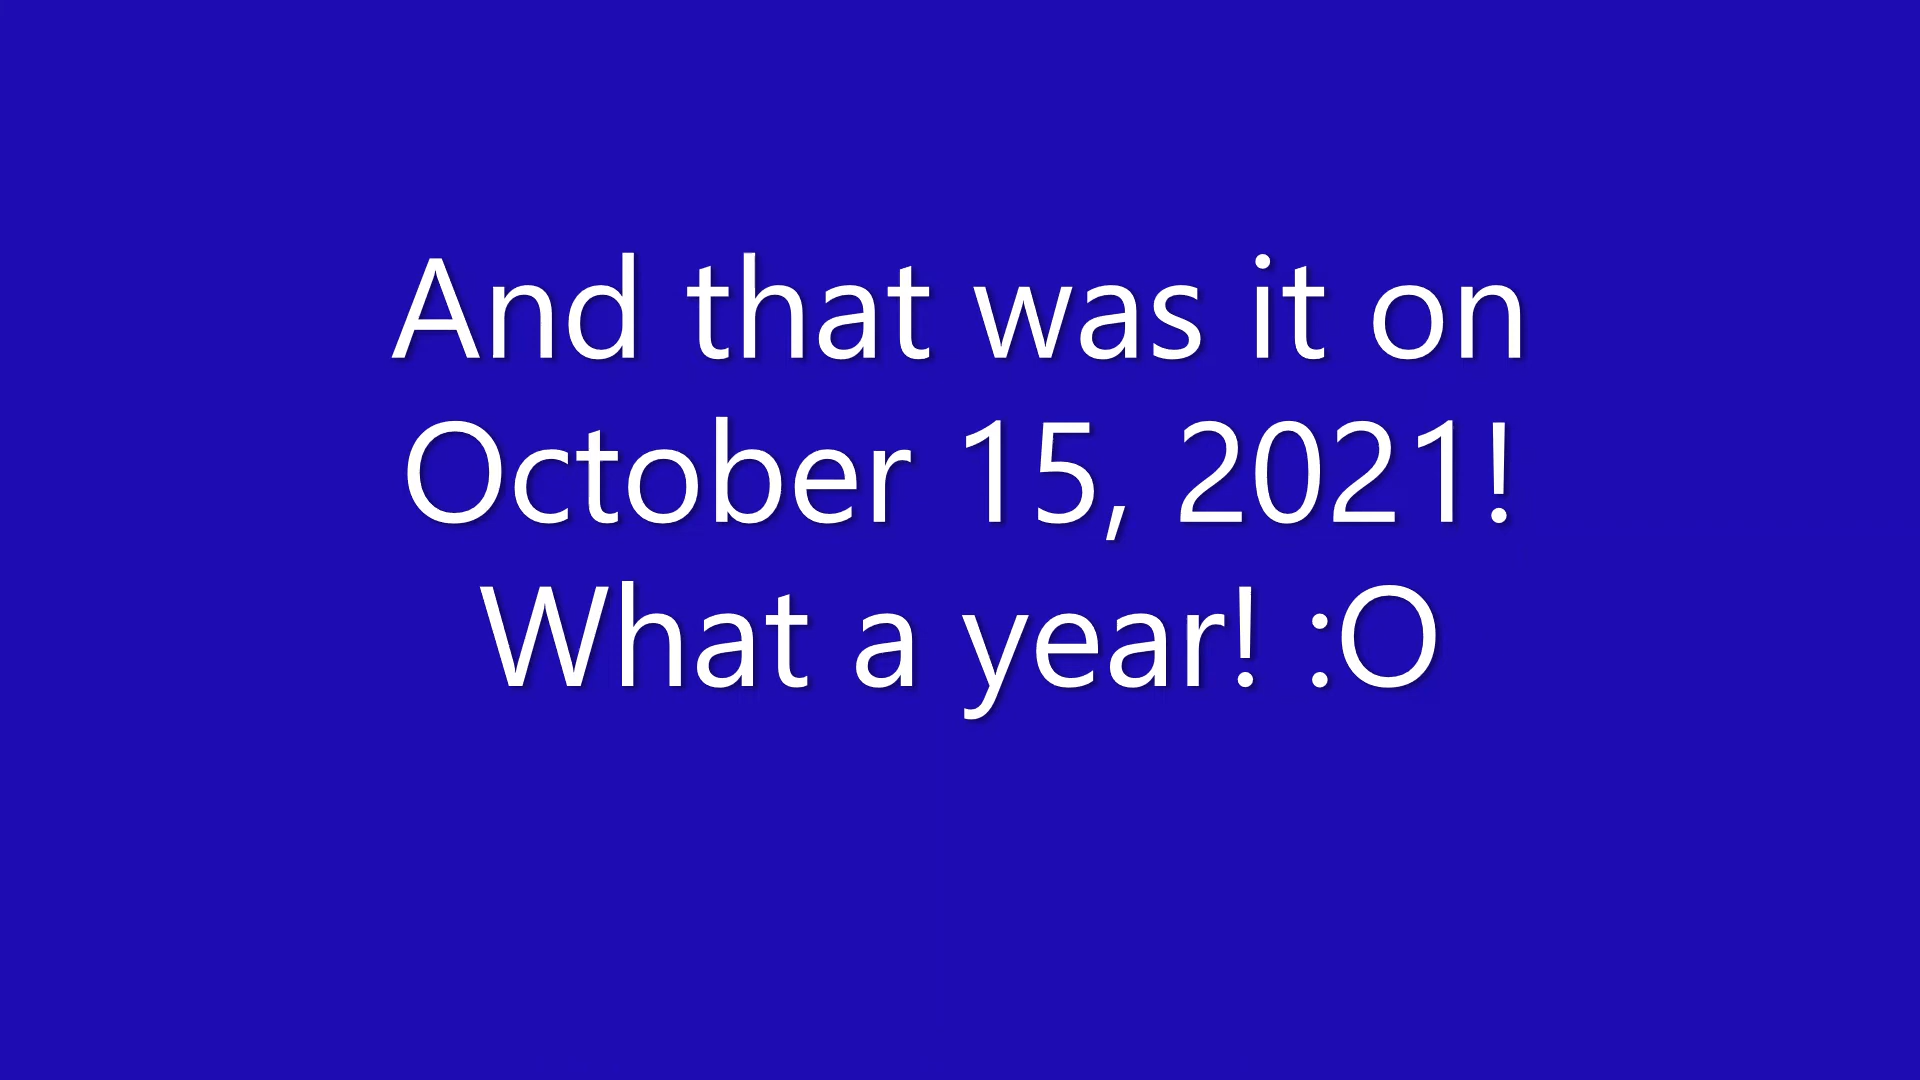 And that was it on
October 15, 2021!
What a year! :O